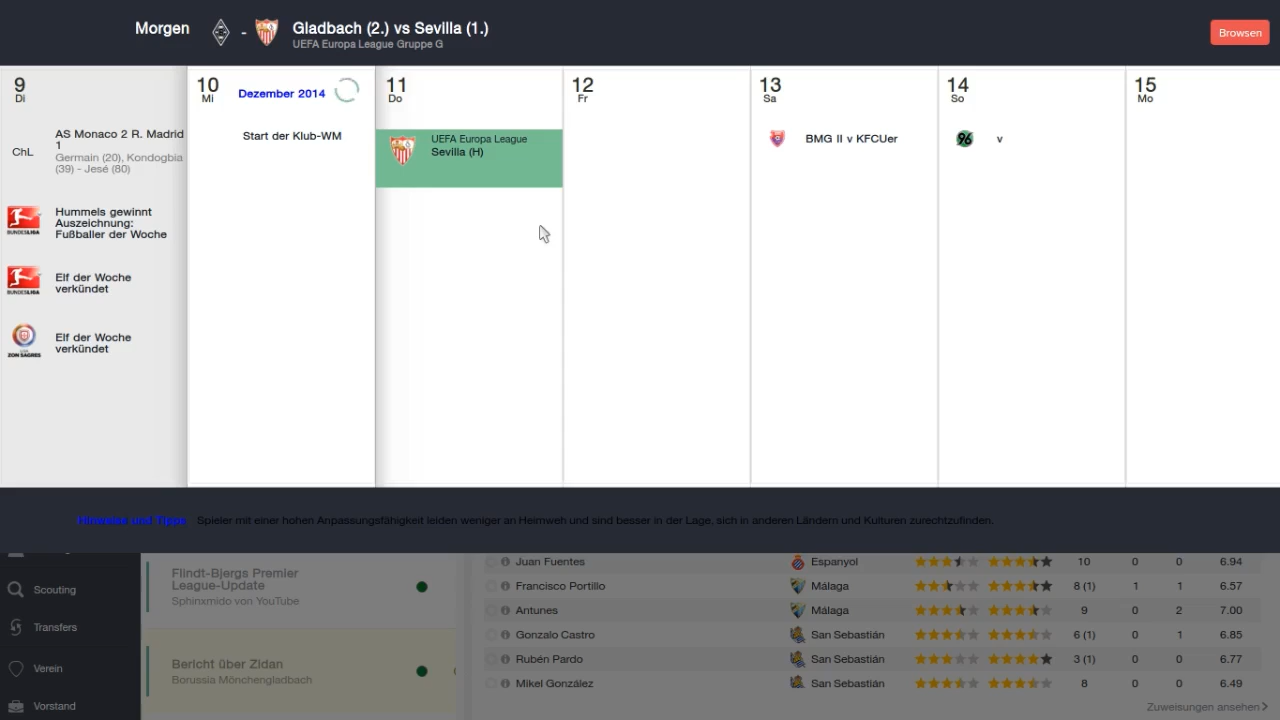 Morgen
-
Gladbach (2.) vs Sevilla (1.)
UEFA Europa League Gruppe G
Browsen
9
Di
10
Mi
Dezember 2014
11
Do
12
Fr
13
Sa
14
So
15
Mo
ChL
AS Monaco 2 R. Madrid
1
Germain (20), Kondogbia
(39) - Jesé (80)
Hummels gewinnt
Auszeichnung:
Fußballer der Woche
Elf der Woche
verkündet
Elf der Woche
verkündet
BUNDESLIGA
BUNDESLIGA
ZON SAGRES
Start der Klub-WM
UEFA Europa League
Sevilla (H)
BMG II v KFCUer
96
v
Hinweise und Tipps
Spieler mit einer hohen Anpassungsfähigkeit leiden weniger an Heimweh und sind besser in der Lage, sich in anderen Ländern und Kulturen zurechtzufinden.
Scouting
Transfers
Verein
Vorstand
Flindt-Bjergs Premier
League-Update
Sphinxmido von YouTube
Bericht über Zidan
Borussia Mönchengladbach
Juan Fuentes Espanyol 10 0 0 6.94
Francisco Portillo Málaga 8 (1) 1 1 6.57
Antunes Málaga 9 0 2 7.00
Gonzalo Castro San Sebastián 6 (1) 0 1 6.85
Rubén Pardo San Sebastián 3 (1) 0 0 6.77
Mikel González San Sebastián 8 0 0 6.49
Zuweisungen ansehen